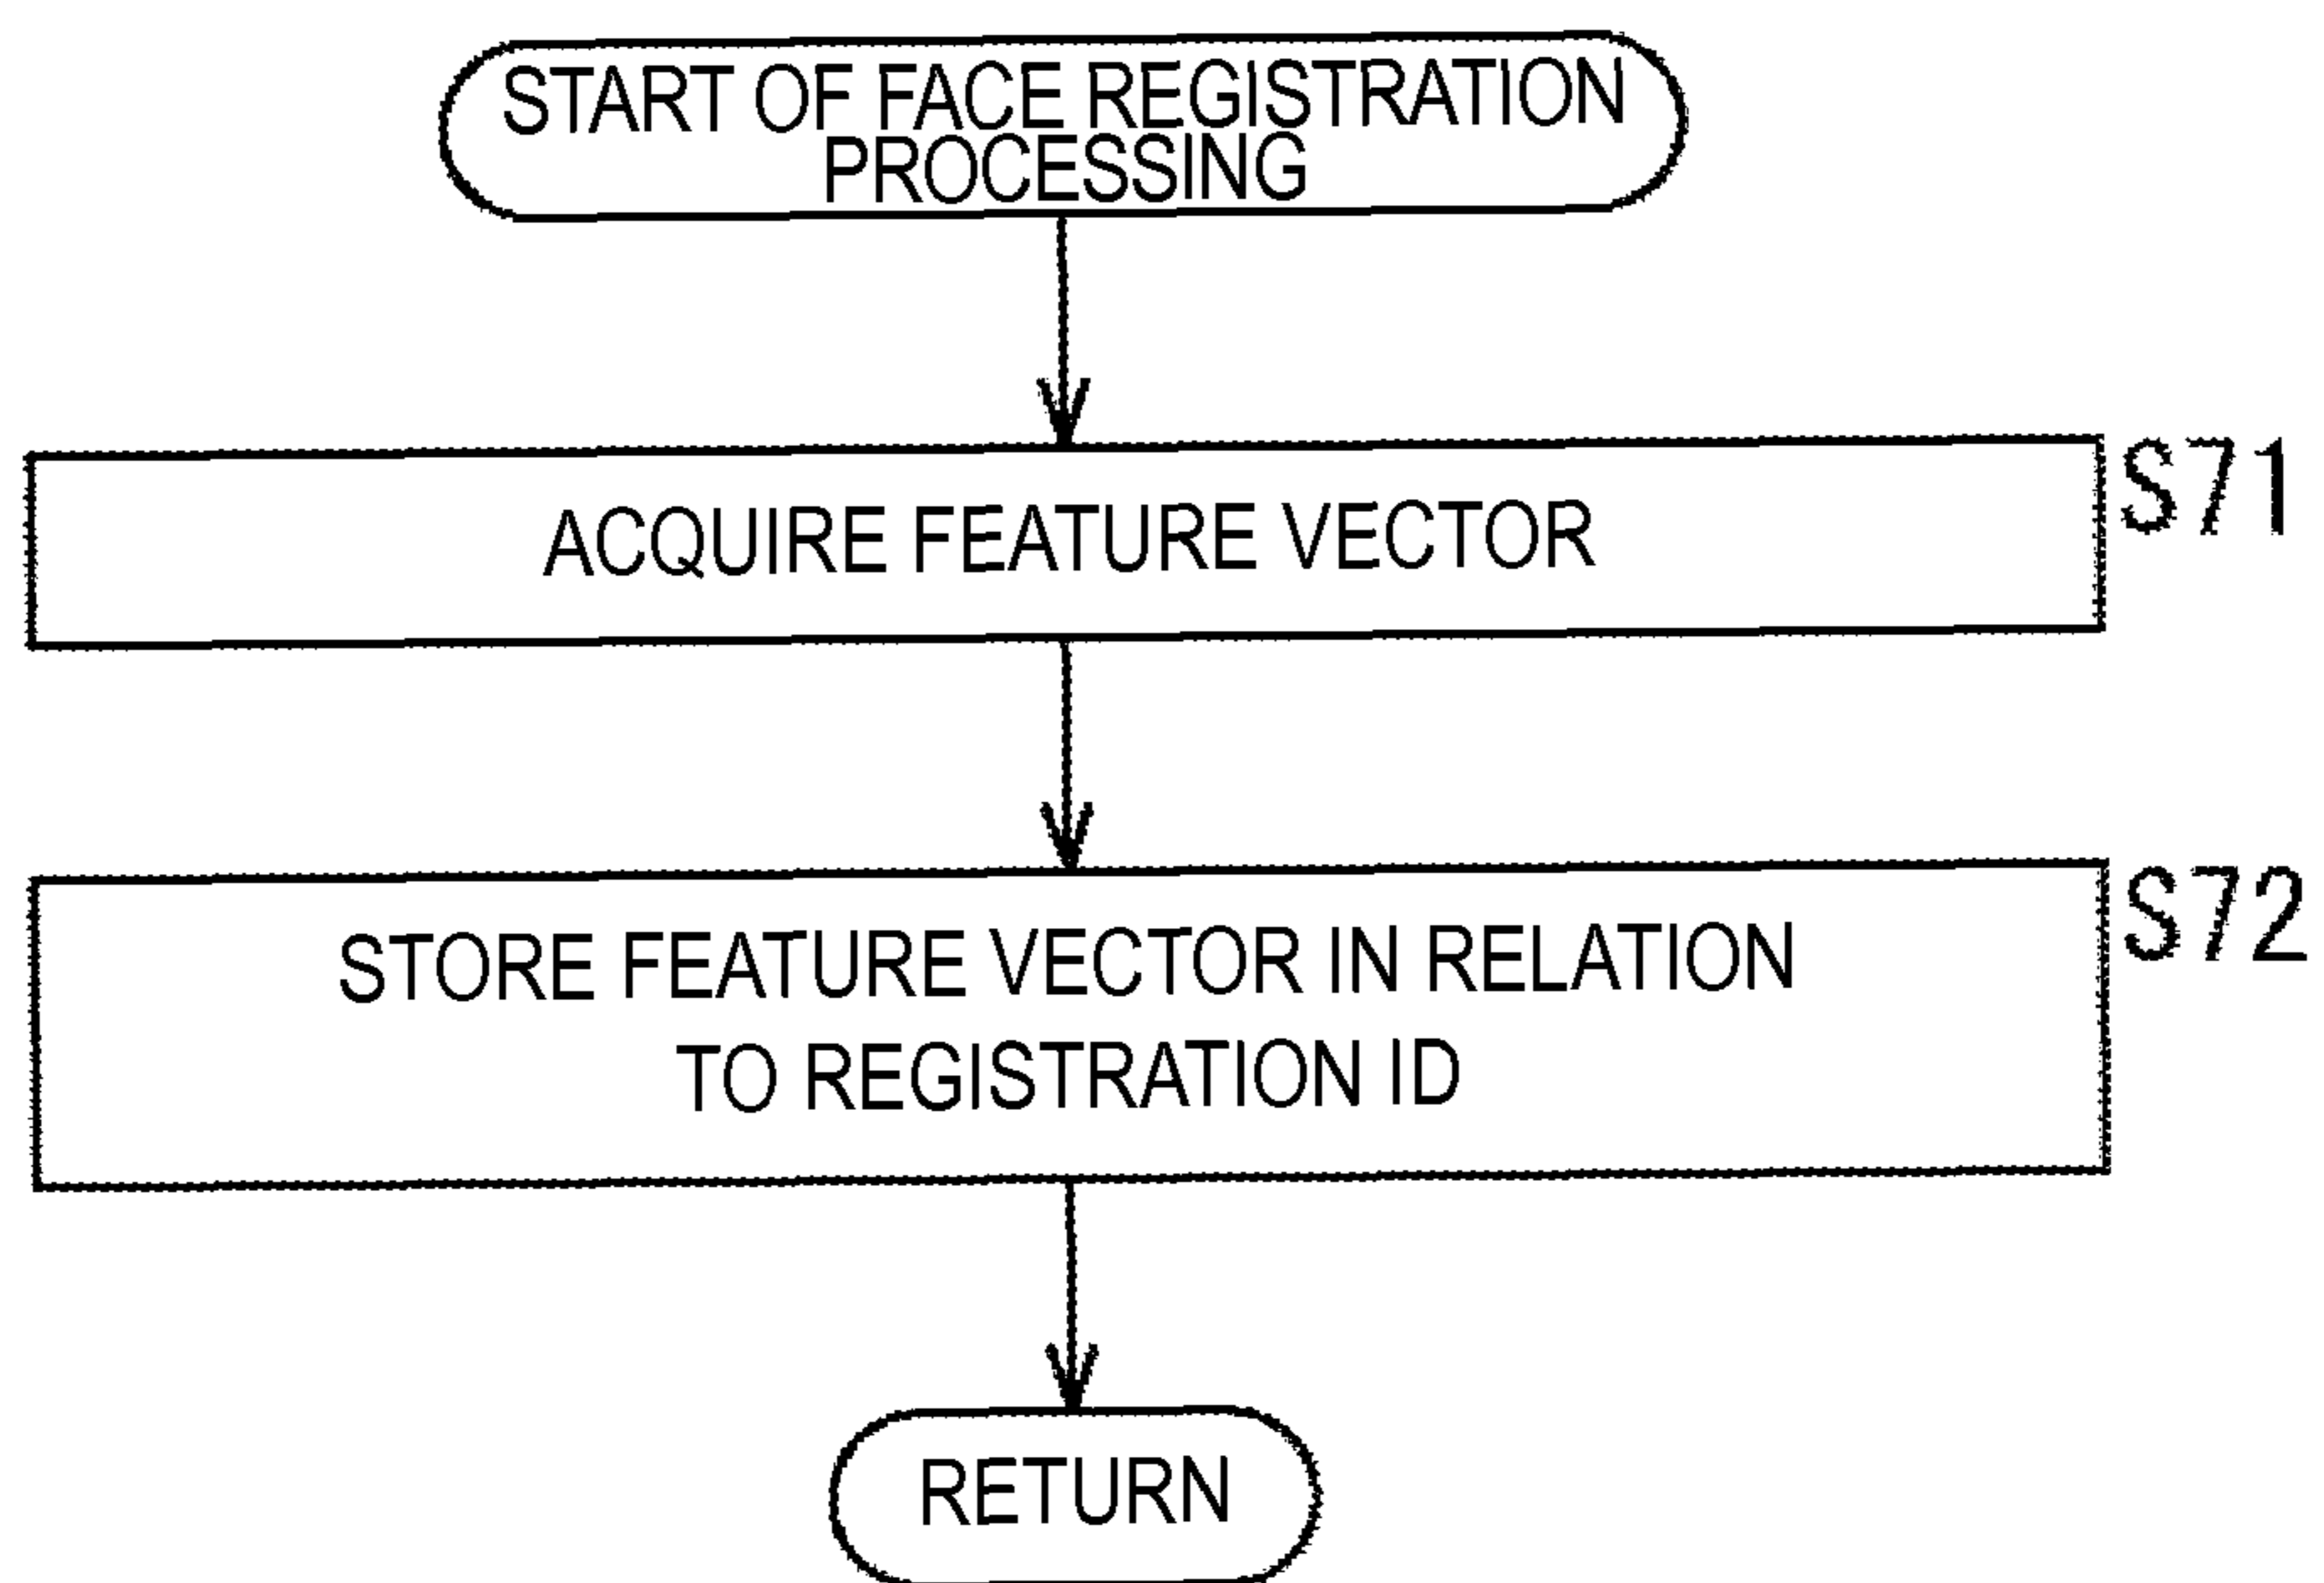 START OF FACE REGISTRATION
PROCESSING
S71
ACQUIRE FEATURE VECTOR
S72
STORE FEATURE VECTOR IN RELATION
TO REGISTRATION ID
RETURN